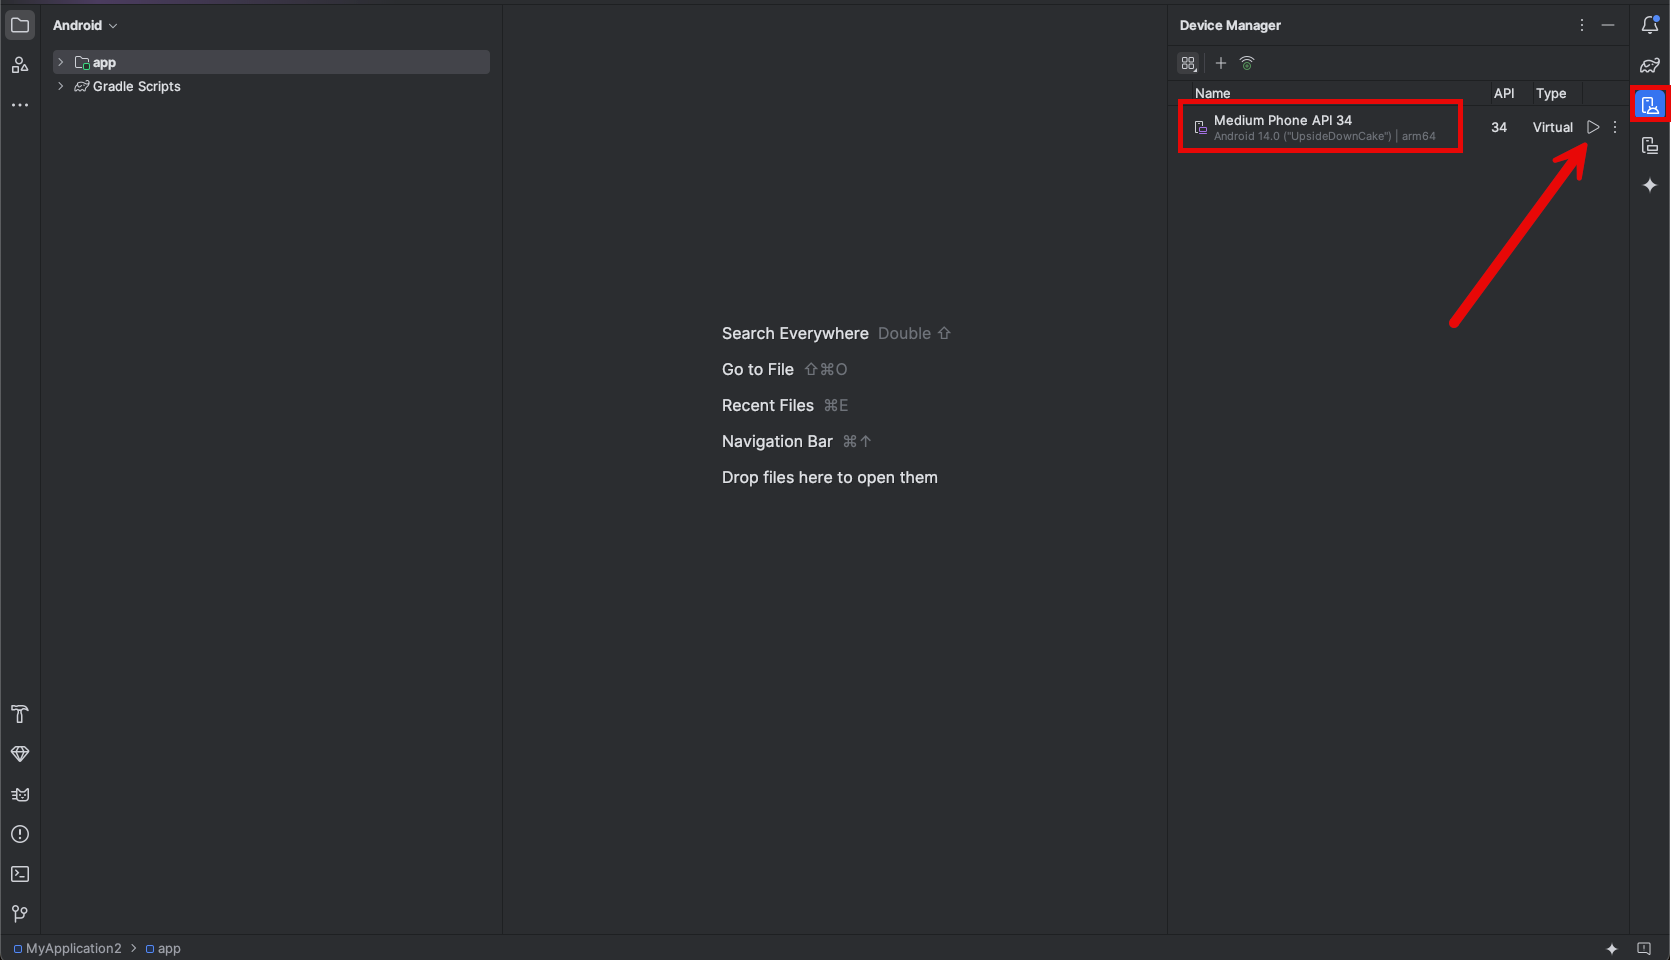 Android
app
Gradle Scripts
Search Everywhere Double ⇧
Go to File ⇧⌘O
Recent Files ⌘E
Navigation Bar ⌘↑
Drop files here to open them
Device Manager
Name API Type
Medium Phone API 34
Android 14.0 ("UpsideDownCake") | arm64
34 Virtual
MyApplication2 > app